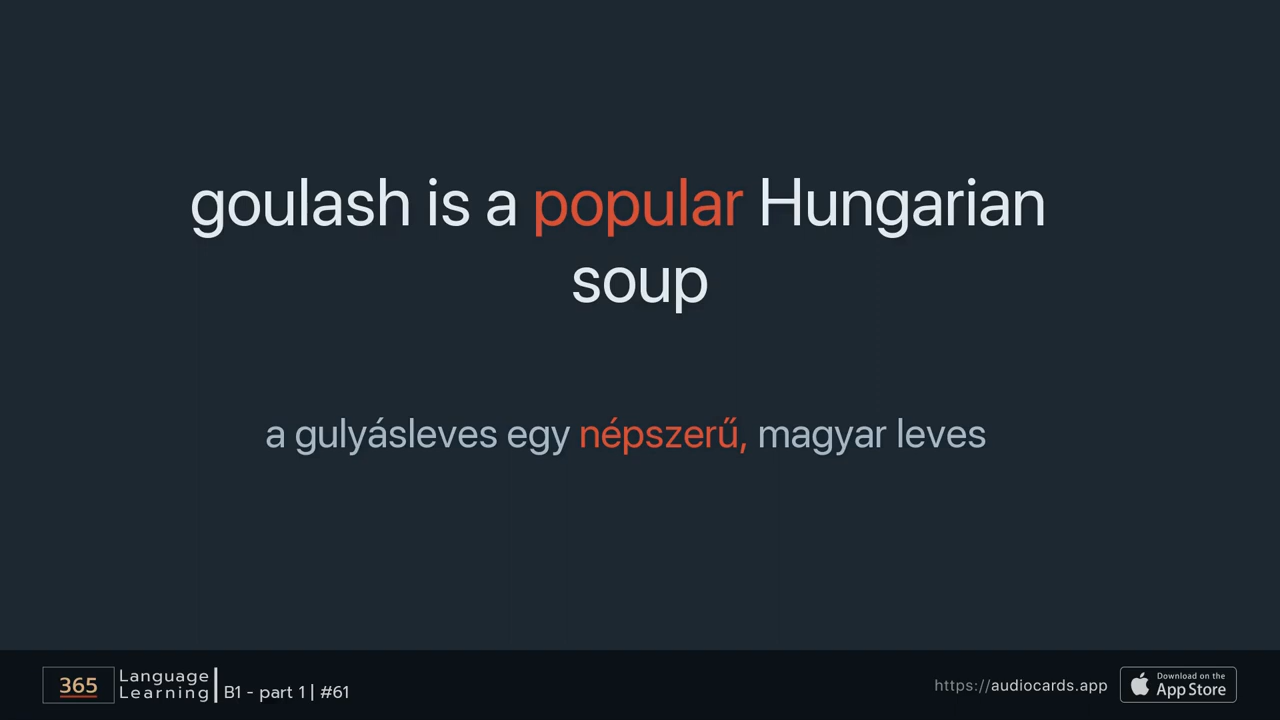 goulash is a popular Hungarian
soup
a gulyásleves egy népszerű, magyar leves
365
Language
Learning
B1 - part 1 | #61
https://audiocards.app
Download on the
App Store